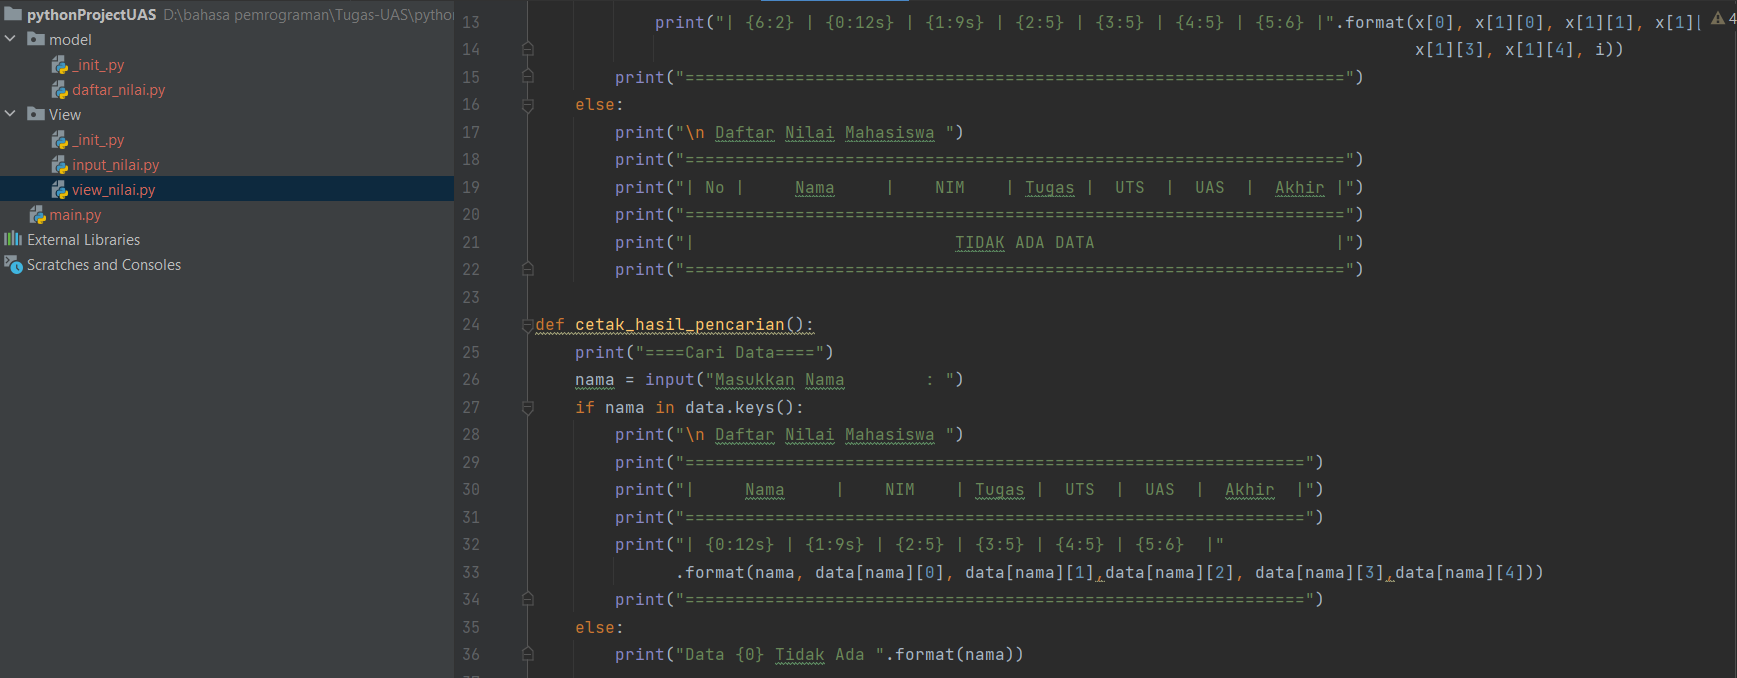 pythonProjectUAS D:\bahasa pemrograman\Tugas-UAS\pytho
model
_init_.py
daftar_nilai.py
View
_init_.py
input_nilai.py
view_nilai.py
main.py
External Libraries
Scratches and Consoles
13 print("| {6:2} | {0:12s} | {1:9s} | {2:5} | {3:5} | {4:5} | {5:6} |".format(x[0], x[1][0], x[1][1], x[1][ 4
14 x[1][3], x[1][4], i))
15 print("==================================================================")
16 else:
17 print("\n Daftar Nilai Mahasiswa ")
18 print("==================================================================")
19 print("| No |     Nama     |    NIM    | Tugas |  UTS  |  UAS  |  Akhir |")
20 print("==================================================================")
21 print("|                          TIDAK ADA DATA                        |")
22 print("==================================================================")
23
24 def cetak_hasil_pencarian():
25 print("====Cari Data====")
26 nama = input("Masukkan Nama        : ")
27 if nama in data.keys():
28 print("\n Daftar Nilai Mahasiswa ")
29 print("==============================================================")
30 print("|     Nama     |    NIM    | Tugas |  UTS  |  UAS  |  Akhir  |")
31 print("==============================================================")
32 print("| {0:12s} | {1:9s} | {2:5} | {3:5} | {4:5} | {5:6}  |"
33 .format(nama, data[nama][0], data[nama][1],data[nama][2], data[nama][3],data[nama][4]))
34 print("==============================================================")
35 else:
36 print("Data {0} Tidak Ada ".format(nama))